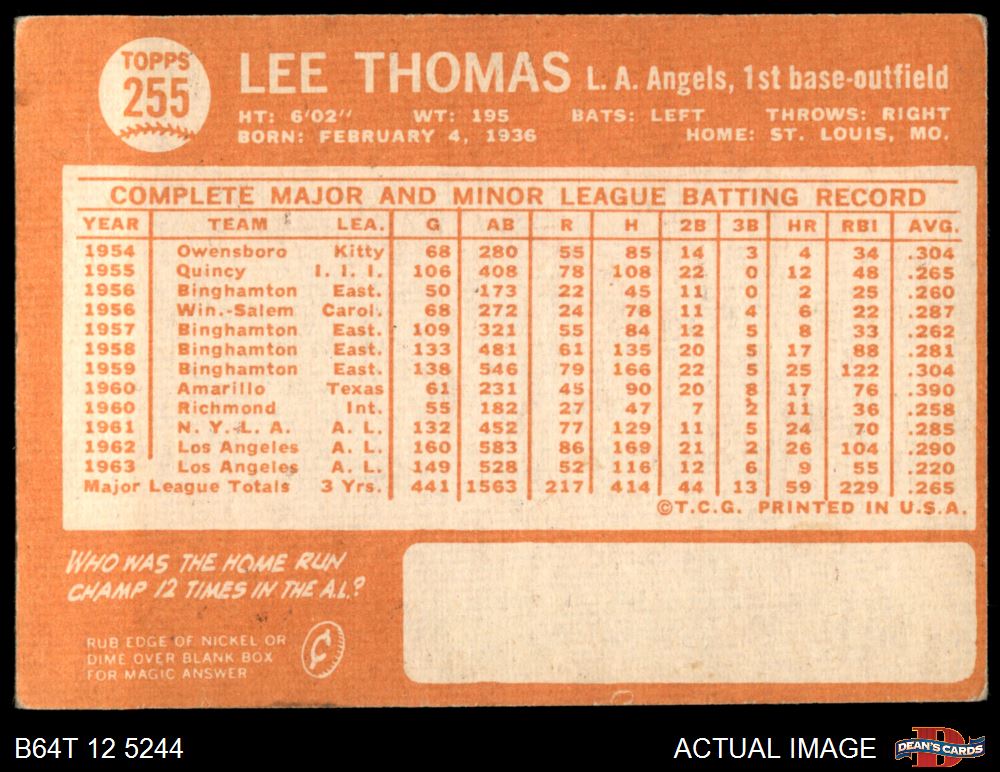 TOPPS
255
LEE THOMAS L. A. Angels, 1st base-outfield
HT: 6'02" WT: 195 BATS: LEFT THROWS: RIGHT
BORN: FEBRUARY 4, 1936 HOME: ST. LOUIS, MO.
COMPLETE MAJOR AND MINOR LEAGUE BATTING RECORD
YEAR TEAM LEA. G AB R H 2B 3B HR RBI AVG.
1954 Owensboro Kitty 68 280 55 85 14 3 4 34 .304
1955 Quincy I. I. I. 106 408 78 108 22 0 12 48 .265
1956 Binghamton East. 50 173 22 45 11 0 2 25 .260
1956 Win.-Salem Carol. 68 272 24 78 11 4 6 22 .287
1957 Binghamton East. 109 321 55 84 12 5 8 33 .262
1958 Binghamton East. 133 481 61 135 20 5 17 88 .281
1959 Binghamton East. 138 546 79 166 22 5 25 122 .304
1960 Amarillo Texas 61 231 45 90 20 8 17 76 .390
1960 Richmond Int. 55 182 27 47 7 2 11 36 .258
1961 N. Y.-L. A. A. L. 132 452 77 129 11 5 24 70 .285
1962 Los Angeles A. L. 160 583 86 169 21 2 26 104 .290
1963 Los Angeles A. L. 149 528 52 116 12 6 9 55 .220
Major League Totals 3 Yrs. 441 1563 217 414 44 13 59 229 .265
©T.C.G. PRINTED IN U.S.A.
WHO WAS THE HOME RUN
CHAMP 12 TIMES IN THE A.L.?
RUB EDGE OF NICKEL OR
DIME OVER BLANK BOX
FOR MAGIC ANSWER
¢
B64T 12 5244 ACTUAL IMAGE DEAN'S CARDS